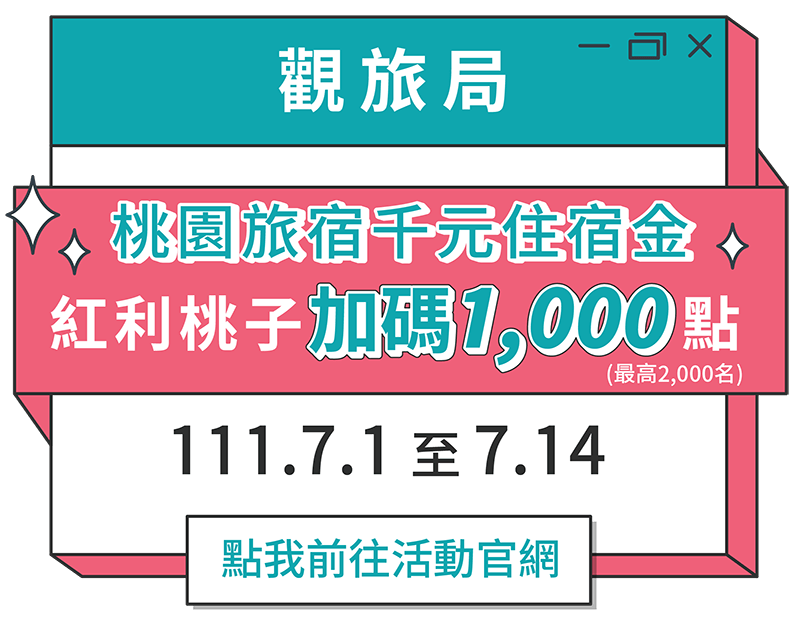 觀旅局
桃園旅宿千元住宿金
紅利桃子加碼1,000點
(最高2,000名)
111.7.1 至 7.14
點我前往活動官網